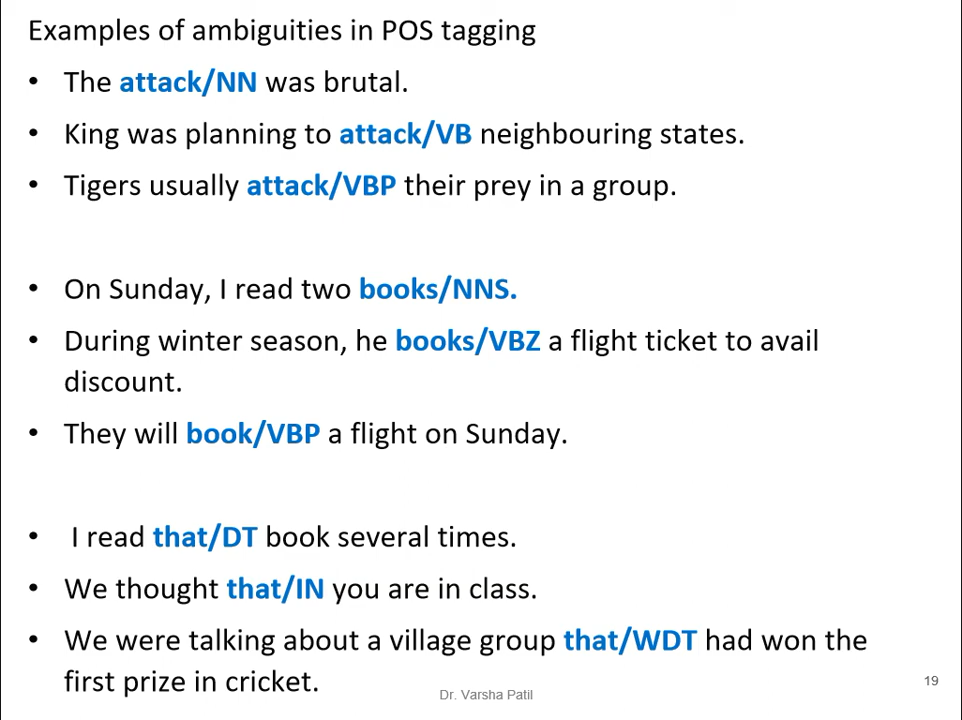 Examples of ambiguities in POS tagging
• The attack/NN was brutal.
• King was planning to attack/VB neighbouring states.
• Tigers usually attack/VBP their prey in a group.
• On Sunday, I read two books/NNS.
• During winter season, he books/VBZ a flight ticket to avail
discount.
• They will book/VBP a flight on Sunday.
• I read that/DT book several times.
• We thought that/IN you are in class.
• We were talking about a village group that/WDT had won the
first prize in cricket.
Dr. Varsha Patil
19